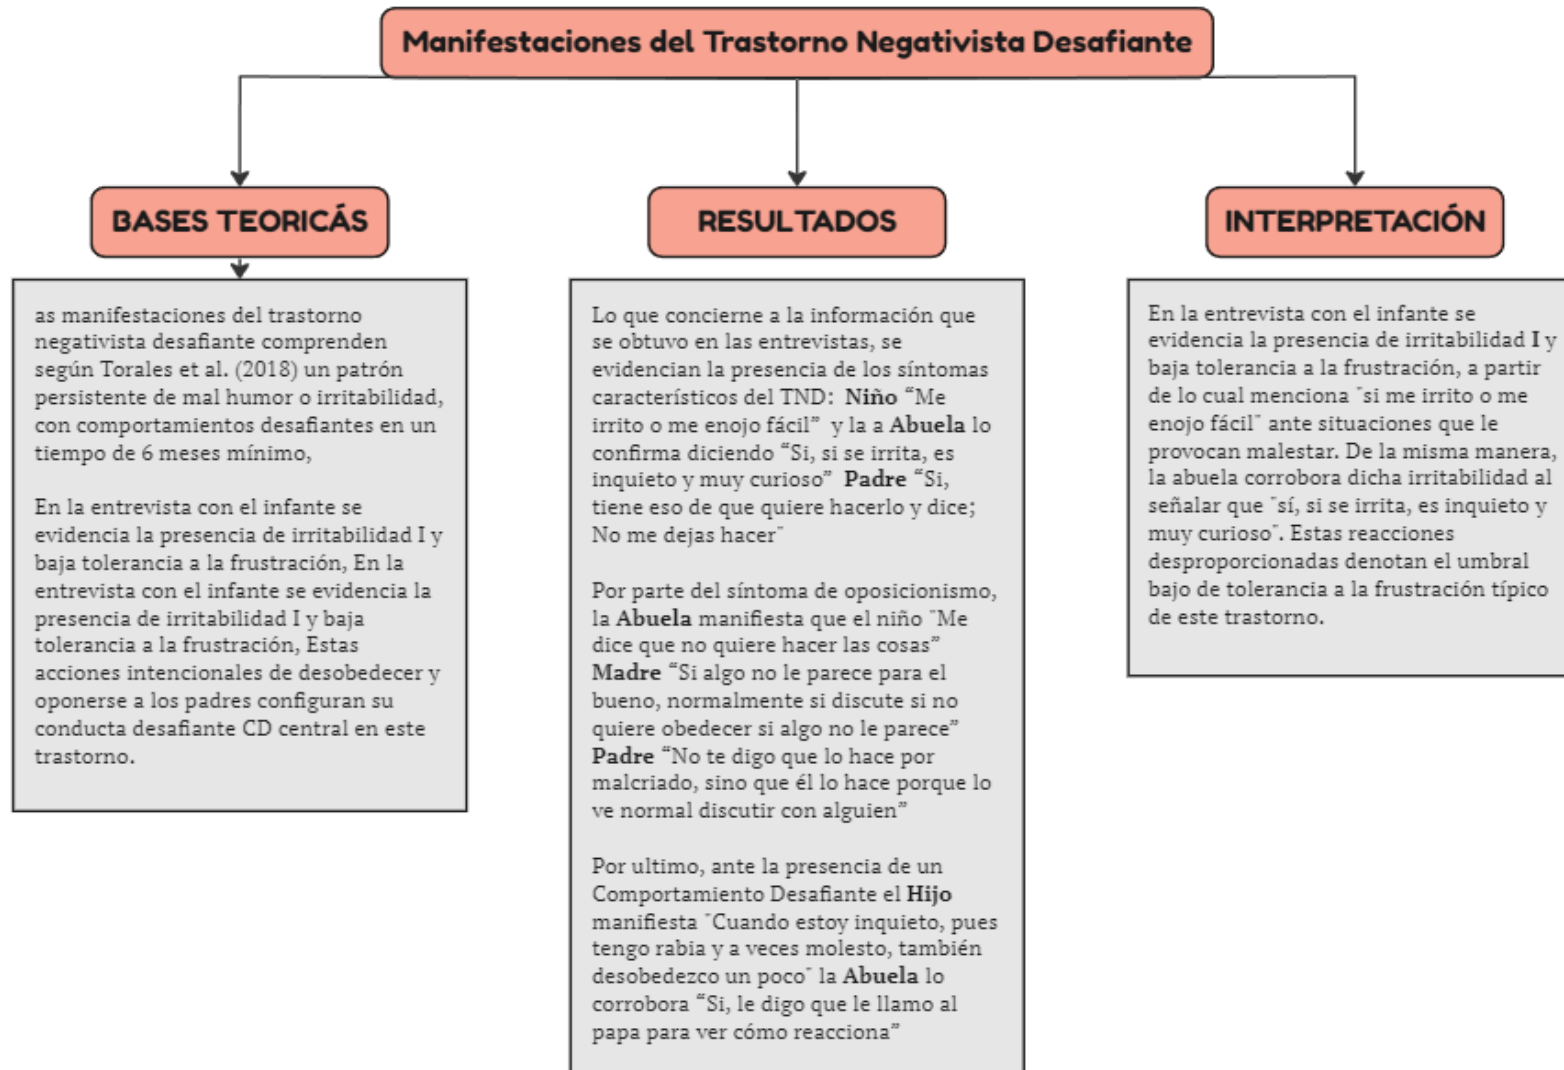 Manifestaciones del Trastorno Negativista Desafiante
BASES TEORICÁS
as manifestaciones del trastorno
negativista desafiante comprenden
según Torales et al. (2018) un patrón
persistente de mal humor o irritabilidad,
con comportamientos desafiantes en un
tiempo de 6 meses mínimo,
En la entrevista con el infante se
evidencia la presencia de irritabilidad I y
baja tolerancia a la frustración, En la
entrevista con el infante se evidencia la
presencia de irritabilidad I y baja
tolerancia a la frustración, Estas
acciones intencionales de desobedecer y
oponerse a los padres configuran su
conducta desafiante CD central en este
trastorno.
RESULTADOS
Lo que concierne a la información que
se obtuvo en las entrevistas, se
evidencian la presencia de los síntomas
característicos del TND: Niño “Me
irrito o me enojo fácil” y la a Abuela lo
confirma diciendo “Si, si se irrita, es
inquieto y muy curioso” Padre “Si,
tiene eso de que quiere hacerlo y dice;
No me dejas hacer¨
Por parte del síntoma de oposicionismo,
la Abuela manifiesta que el niño ¨Me
dice que no quiere hacer las cosas”
Madre “Si algo no le parece para el
bueno, normalmente si discute si no
quiere obedecer si algo no le parece”
Padre “No te digo que lo hace por
malcriado, sino que él lo hace porque lo
ve normal discutir con alguien”
Por ultimo, ante la presencia de un
Comportamiento Desafiante el Hijo
manifiesta ¨Cuando estoy inquieto, pues
tengo rabia y a veces molesto, también
desobedezco un poco¨ la Abuela lo
corrobora “Si, le digo que le llamo al
papa para ver cómo reacciona”
INTERPRETACIÓN
En la entrevista con el infante se
evidencia la presencia de irritabilidad I y
baja tolerancia a la frustración, a partir
de lo cual menciona ¨si me irrito o me
enojo fácil¨ ante situaciones que le
provocan malestar. De la misma manera,
la abuela corrobora dicha irritabilidad al
señalar que ¨sí, si se irrita, es inquieto y
muy curioso¨. Estas reacciones
desproporcionadas denotan el umbral
bajo de tolerancia a la frustración típico
de este trastorno.